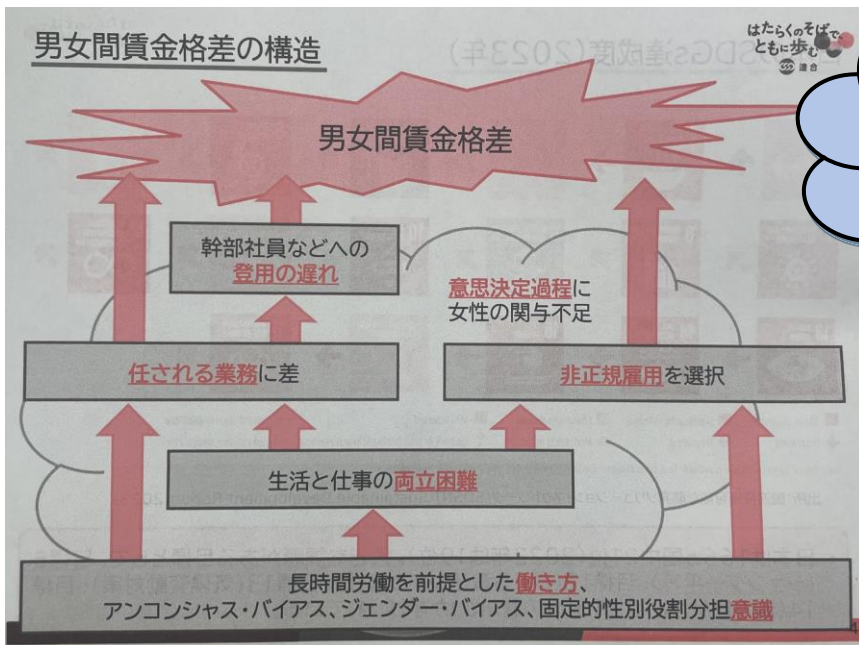 男女間賃金格差の構造
はたらくのそばで、
ともに歩む
連合
男女間賃金格差
幹部社員などへの
登用の遅れ
意思決定過程に
女性の関与不足
任される業務に差
非正規雇用を選択
生活と仕事の両立困難
長時間労働を前提とした働き方、
アンコンシャス・バイアス、ジェンダー・バイアス、固定的性別役割分担意識
4